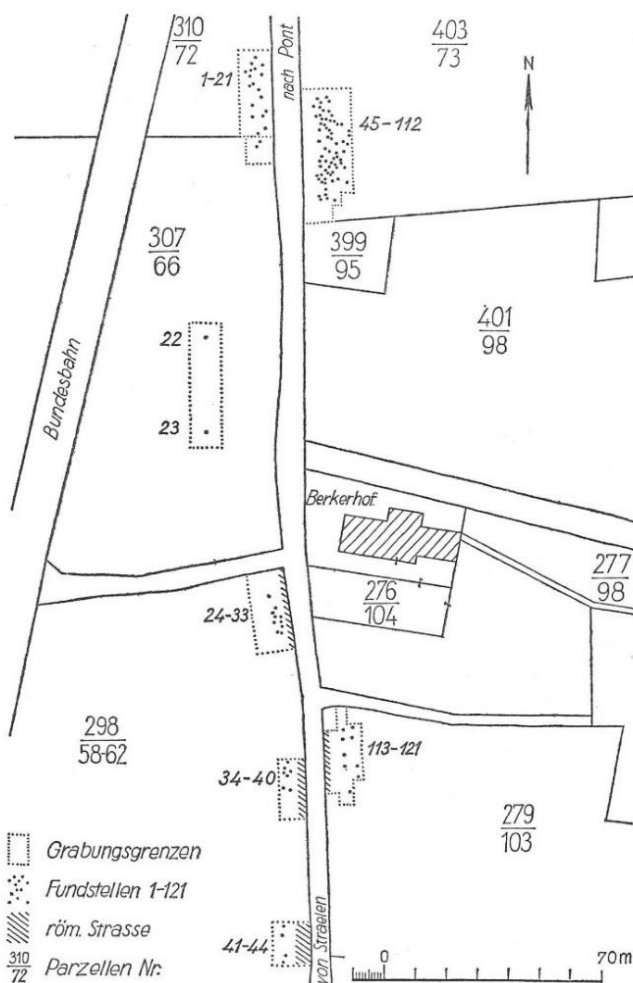 310
72
403
73
1-21
nach Pont
N
45-112
307
66
399
95
401
98
22
Bundesbahn
23
Berkerhof
277
98
276
104
24-33
298
58-62
113-121
34-40
279
103
Grabungsgrenzen
Fundstellen 1-121
röm. Strasse
41-44
von Straelen
310
72
Parzellen Nr.
0
70m